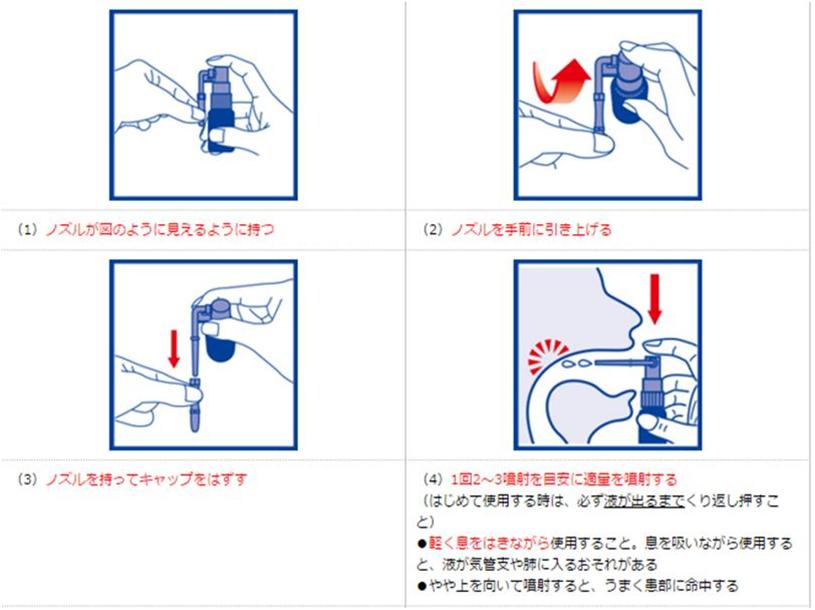 （1）ノズルが図のように見えるように持つ
（2）ノズルを手前に引き上げる
（3）ノズルを持ってキャップをはずす
（4）1回2～3噴射を目安に適量を噴射する
（はじめて使用する時は、必ず液が出るまでくり返し押すこ
と）
●軽く息をはきながら使用すること。息を吸いながら使用する
と、液が気管支や肺に入るおそれがある
●やや上を向いて噴射すると、うまく患部に命中する